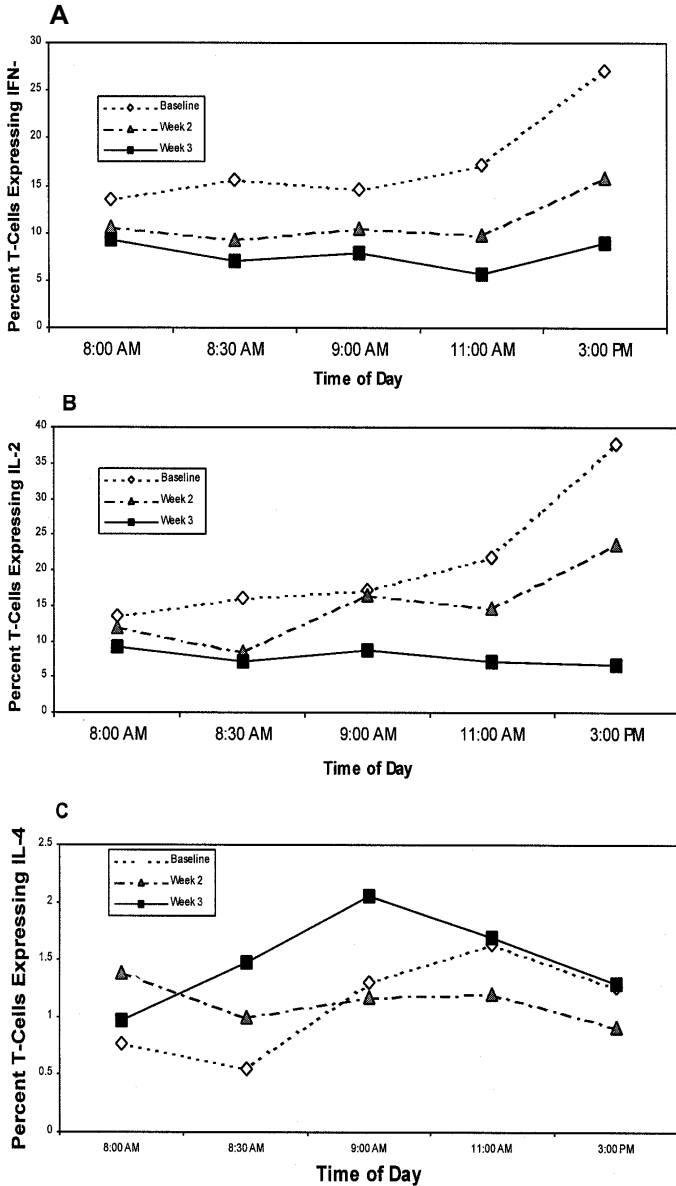 A
Percent T-Cells Expressing IFN-
30
25
20
15
10
5
0
Baseline
Week 2
Week 3
8:00 AM
8:30 AM
9:00 AM
11:00 AM
3:00 PM
Time of Day
B
Percent T-Cells Expressing IL-2
40
35
30
25
20
15
10
5
0
Baseline
Week 2
Week 3
8:00 AM
8:30 AM
9:00 AM
11:00 AM
3:00 PM
Time of Day
C
Percent T-Cells Expressing IL-4
2.5
2
1.5
1
0.5
0
Baseline
Week 2
Week 3
8:00 AM
8:30 AM
9:00 AM
11:00 AM
3:00 PM
Time of Day